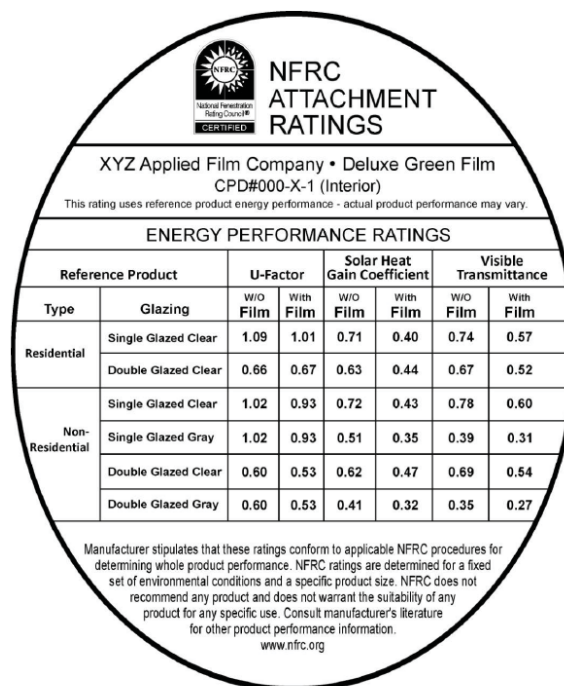 NFRC
National Fenestration
Rating Council®
CERTIFIED
NFRC
ATTACHMENT
RATINGS
XYZ Applied Film Company • Deluxe Green Film
CPD#000-X-1 (Interior)
This rating uses reference product energy performance - actual product performance may vary.
ENERGY PERFORMANCE RATINGS
Reference Product U-Factor Solar Heat Gain Coefficient Visible Transmittance
Type Glazing W/O Film With Film W/O Film With Film W/O Film With Film
Residential Single Glazed Clear 1.09 1.01 0.71 0.40 0.74 0.57
Double Glazed Clear 0.66 0.67 0.63 0.44 0.67 0.52
Non-Residential Single Glazed Clear 1.02 0.93 0.72 0.43 0.78 0.60
Single Glazed Gray 1.02 0.93 0.51 0.35 0.39 0.31
Double Glazed Clear 0.60 0.53 0.62 0.47 0.69 0.54
Double Glazed Gray 0.60 0.53 0.41 0.32 0.35 0.27
Manufacturer stipulates that these ratings conform to applicable NFRC procedures for
determining whole product performance. NFRC ratings are determined for a fixed
set of environmental conditions and a specific product size. NFRC does not
recommend any product and does not warrant the suitability of any
product for any specific use. Consult manufacturer's literature
for other product performance information.
www.nfrc.org